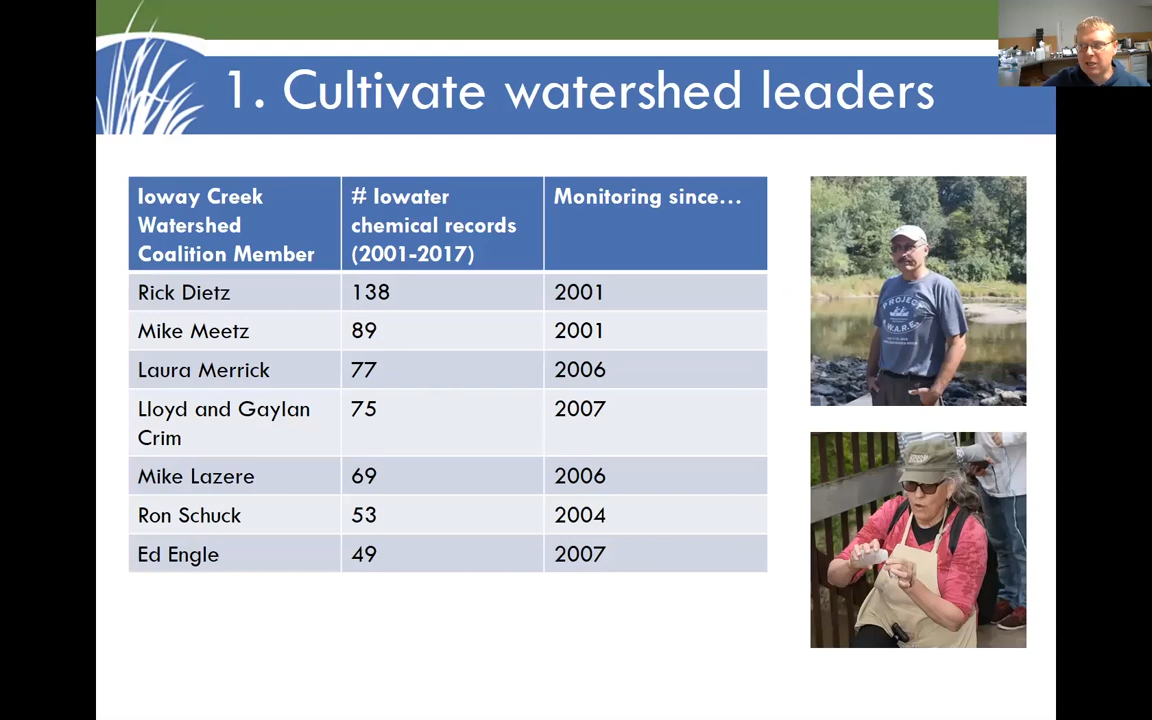 1. Cultivate watershed leaders
Ioway Creek
Watershed
Coalition Member
# Iowater
chemical records
(2001-2017)
Monitoring since...
Rick Dietz 138 2001
Mike Meetz 89 2001
Laura Merrick 77 2006
Lloyd and Gaylan
Crim
75 2007
Mike Lazere 69 2006
Ron Schuck 53 2004
Ed Engle 49 2007
PROJECT
A.W.A.R.E.